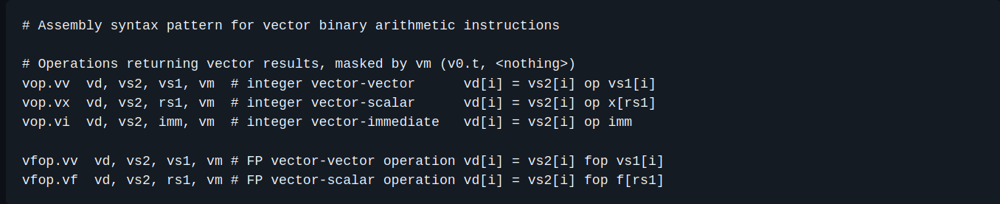 # Assembly syntax pattern for vector binary arithmetic instructions
# Operations returning vector results, masked by vm (v0.t, <nothing>)
vop.vv  vd, vs2, vs1, vm  # integer vector-vector      vd[i] = vs2[i] op vs1[i]
vop.vx  vd, vs2, rs1, vm  # integer vector-scalar      vd[i] = vs2[i] op x[rs1]
vop.vi  vd, vs2, imm, vm  # integer vector-immediate   vd[i] = vs2[i] op imm
vfop.vv  vd, vs2, vs1, vm # FP vector-vector operation vd[i] = vs2[i] fop vs1[i]
vfop.vf  vd, vs2, rs1, vm # FP vector-scalar operation vd[i] = vs2[i] fop f[rs1]